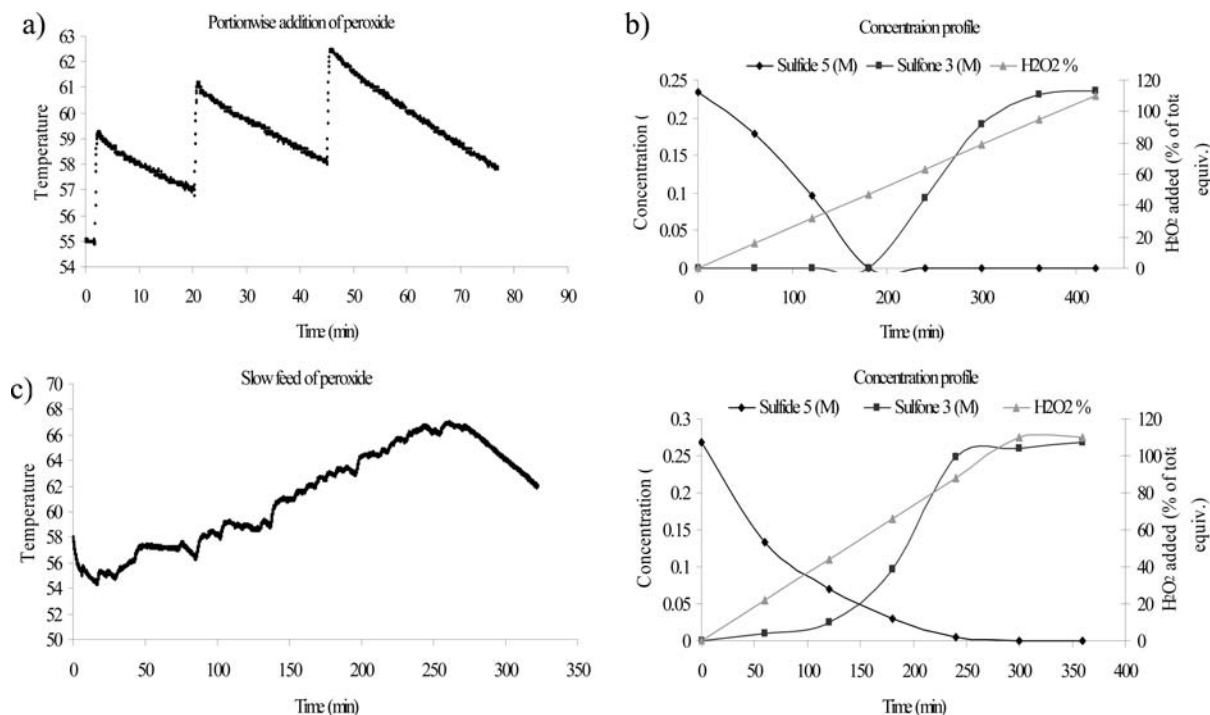 a)
Portionwise addition of peroxide
Temperature
63
62
61
60
59
58
57
56
55
54
0 10 20 30 40 50 60 70 80 90
Time (min)
b)
Concentraion profile
Sulfide 5 (M) Sulfone 3 (M) H2O2 %
Concentration (
0.25
0.2
0.15
0.1
0.05
0
120
100
80
60
40
20
0
H2O2 added (% of tota
equiv.)
0 100 200 300 400
Time (min)
c)
Slow feed of peroxide
Temperature
70
68
66
64
62
60
58
56
54
52
50
0 50 100 150 200 250 300 350
Time (min)
Concentration profile
Sulfide 5 (M) Sulfone 3 (M) H2O2 %
Concentration (
0.3
0.25
0.2
0.15
0.1
0.05
0
120
100
80
60
40
20
0
H2O2 added (% of tota
equiv.)
0 50 100 150 200 250 300 350 400
Time (min)